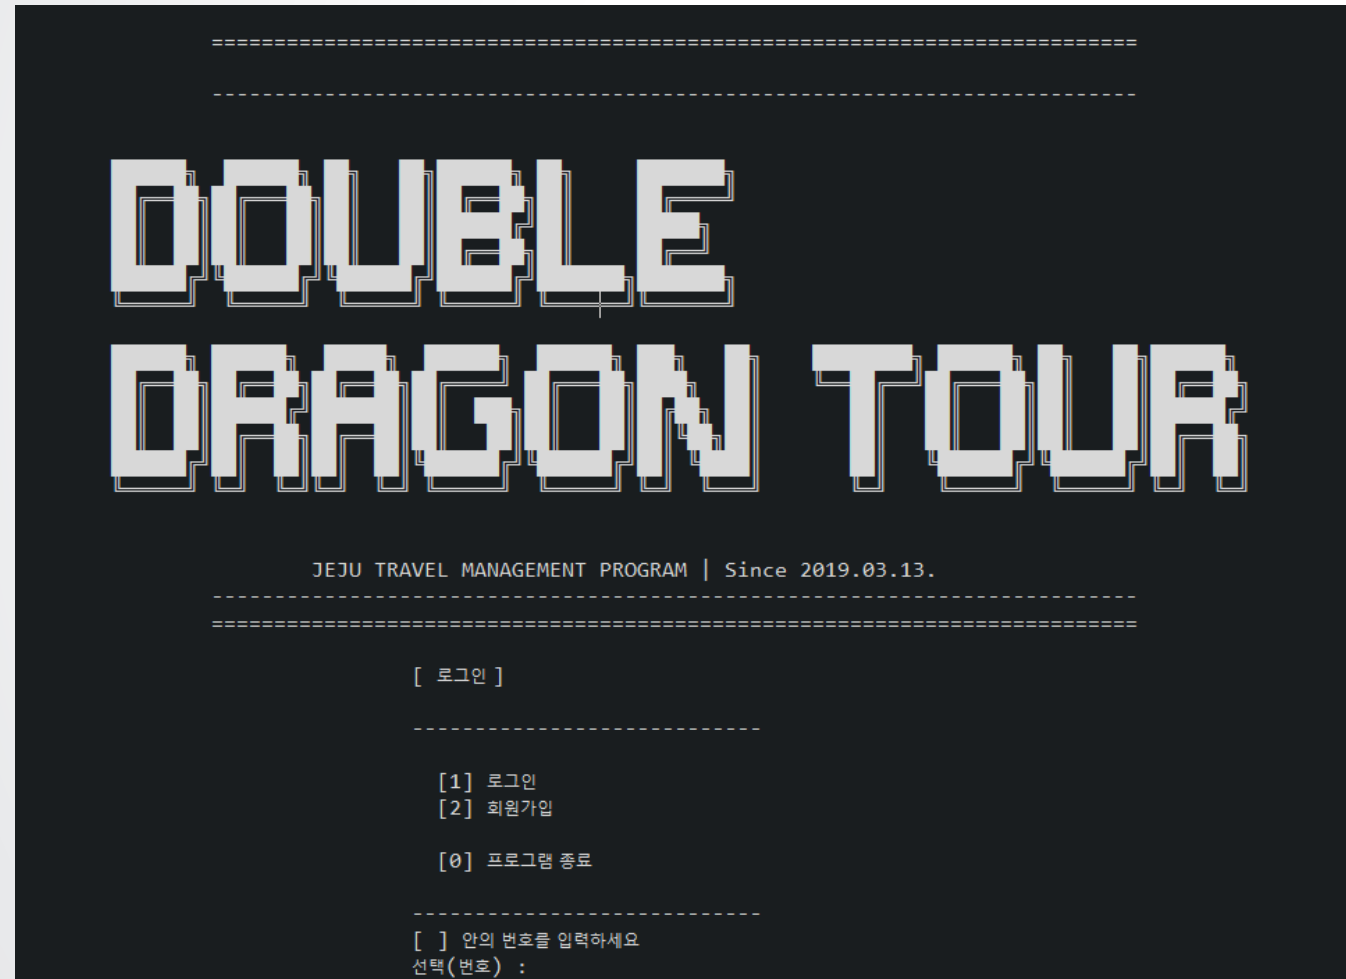 ==========================================================================
--------------------------------------------------------------------------
DOUBLE
DRAGON TOUR
JEJU TRAVEL MANAGEMENT PROGRAM | Since 2019.03.13.
--------------------------------------------------------------------------
==========================================================================
[ 로그인 ]
----------------------------
[1] 로그인
[2] 회원가입
[0] 프로그램 종료
----------------------------
[ ] 안의 번호를 입력하세요
선택(번호) :